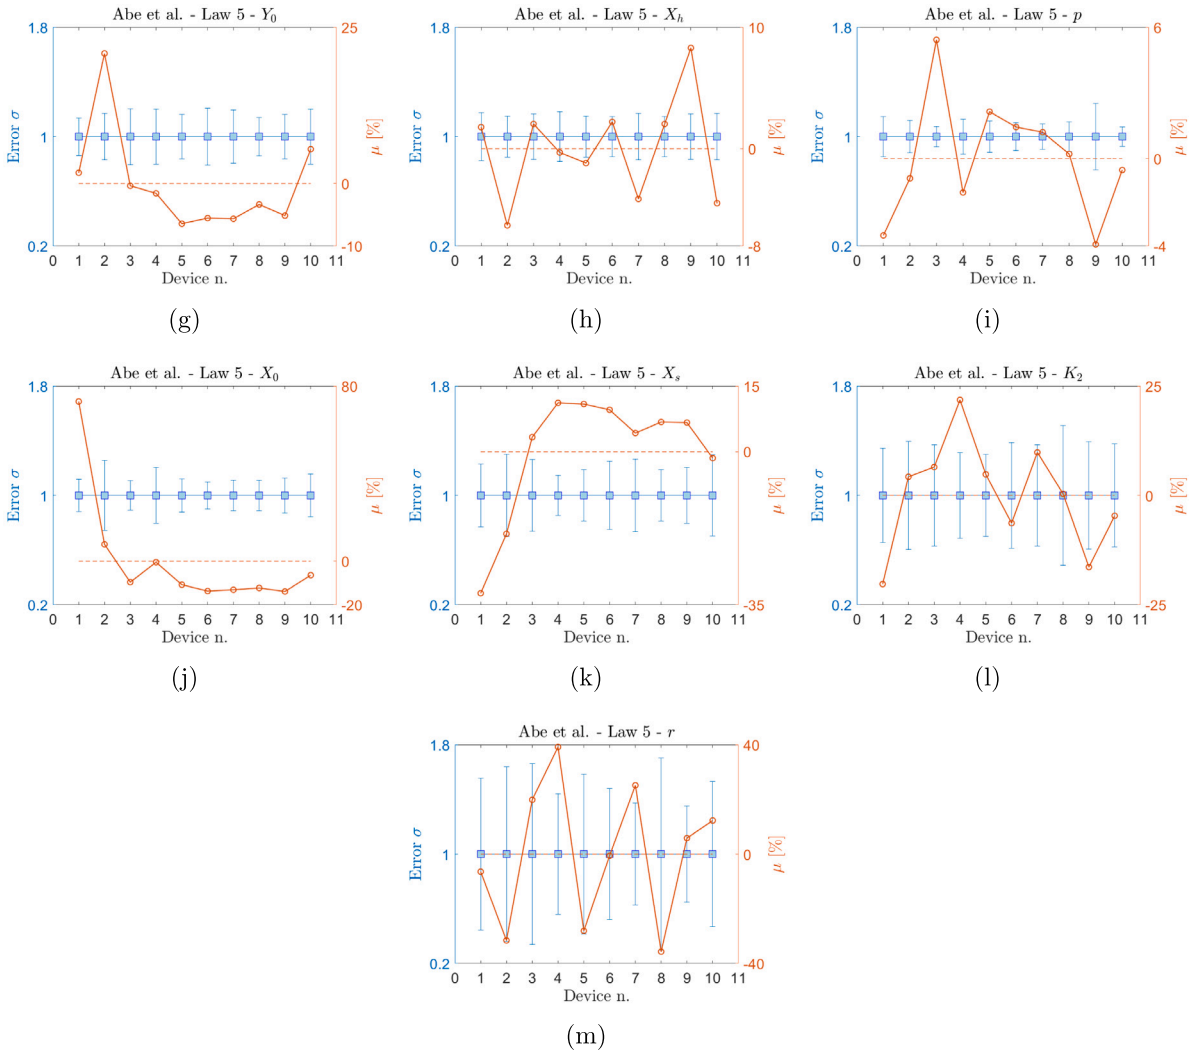 Abe et al. - Law 5 - Y₀
1.8
1
0.2
Error σ
25
0
-10
μ [%]
0 1 2 3 4 5 6 7 8 9 10 11
Device n.
(g)
Abe et al. - Law 5 - Xₕ
1.8
1
0.2
Error σ
10
0
-8
μ [%]
0 1 2 3 4 5 6 7 8 9 10 11
Device n.
(h)
Abe et al. - Law 5 - p
1.8
1
0.2
Error σ
6
0
-4
μ [%]
0 1 2 3 4 5 6 7 8 9 10 11
Device n.
(i)
Abe et al. - Law 5 - X₀
1.8
1
0.2
Error σ
80
0
-20
μ [%]
0 1 2 3 4 5 6 7 8 9 10 11
Device n.
(j)
Abe et al. - Law 5 - Xₛ
1.8
1
0.2
Error σ
15
0
-35
μ [%]
0 1 2 3 4 5 6 7 8 9 10 11
Device n.
(k)
Abe et al. - Law 5 - K₂
1.8
1
0.2
Error σ
25
0
-25
μ [%]
0 1 2 3 4 5 6 7 8 9 10 11
Device n.
(l)
Abe et al. - Law 5 - r
1.8
1
0.2
Error σ
40
0
-40
μ [%]
0 1 2 3 4 5 6 7 8 9 10 11
Device n.
(m)